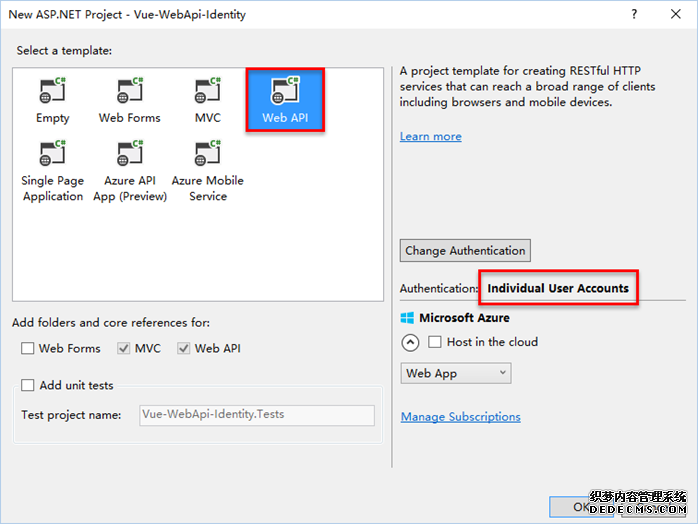 New ASP.NET Project - Vue-WebApi-Identity
?
Select a template:
C#
Empty
C#
Web Forms
C#
MVC
C#
Web API
C#
Single Page
Application
C#
Azure API
App (Preview)
C#
Azure Mobile
Service
A project template for creating RESTful HTTP
services that can reach a broad range of clients
including browsers and mobile devices.
Learn more
Change Authentication
Authentication: Individual User Accounts
Microsoft Azure
Host in the cloud
Web App
Manage Subscriptions
Add folders and core references for:
Web Forms
MVC
Web API
Add unit tests
Test project name:
Vue-WebApi-Identity.Tests
OK
织梦内容管理系统
DEDECMS.COM